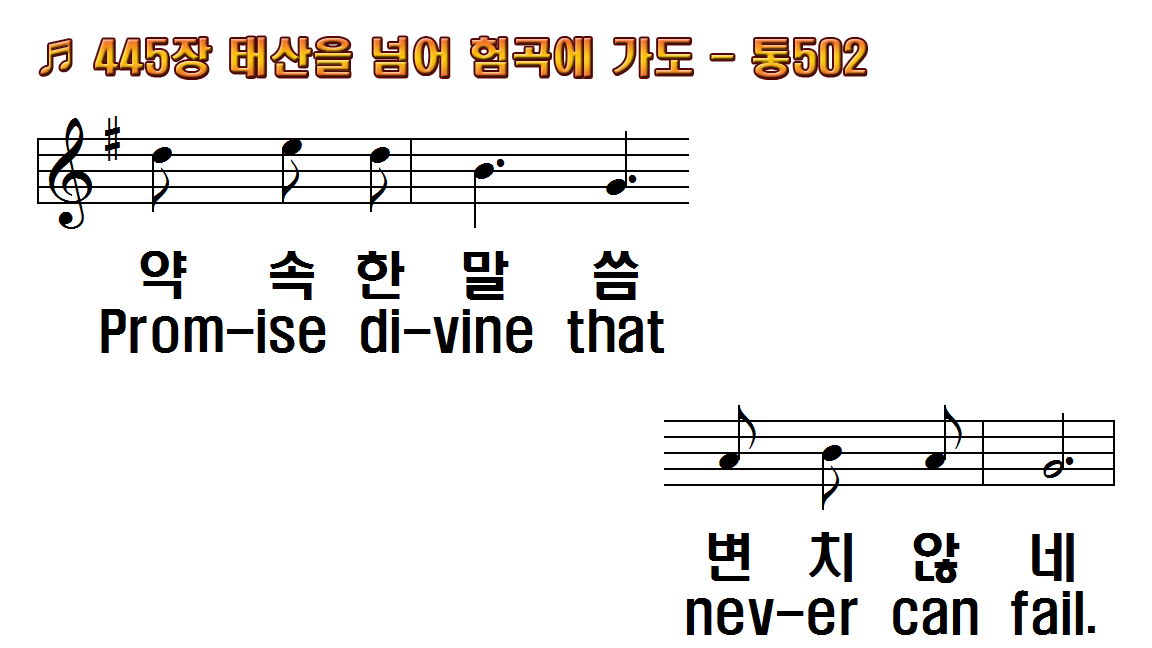 ♬ 445장 태산을 넘어 험곡에 가도 - 통502
약 속 한 말 씀
Prom-ise di-vine that
변 치 않 네
nev-er can fail.